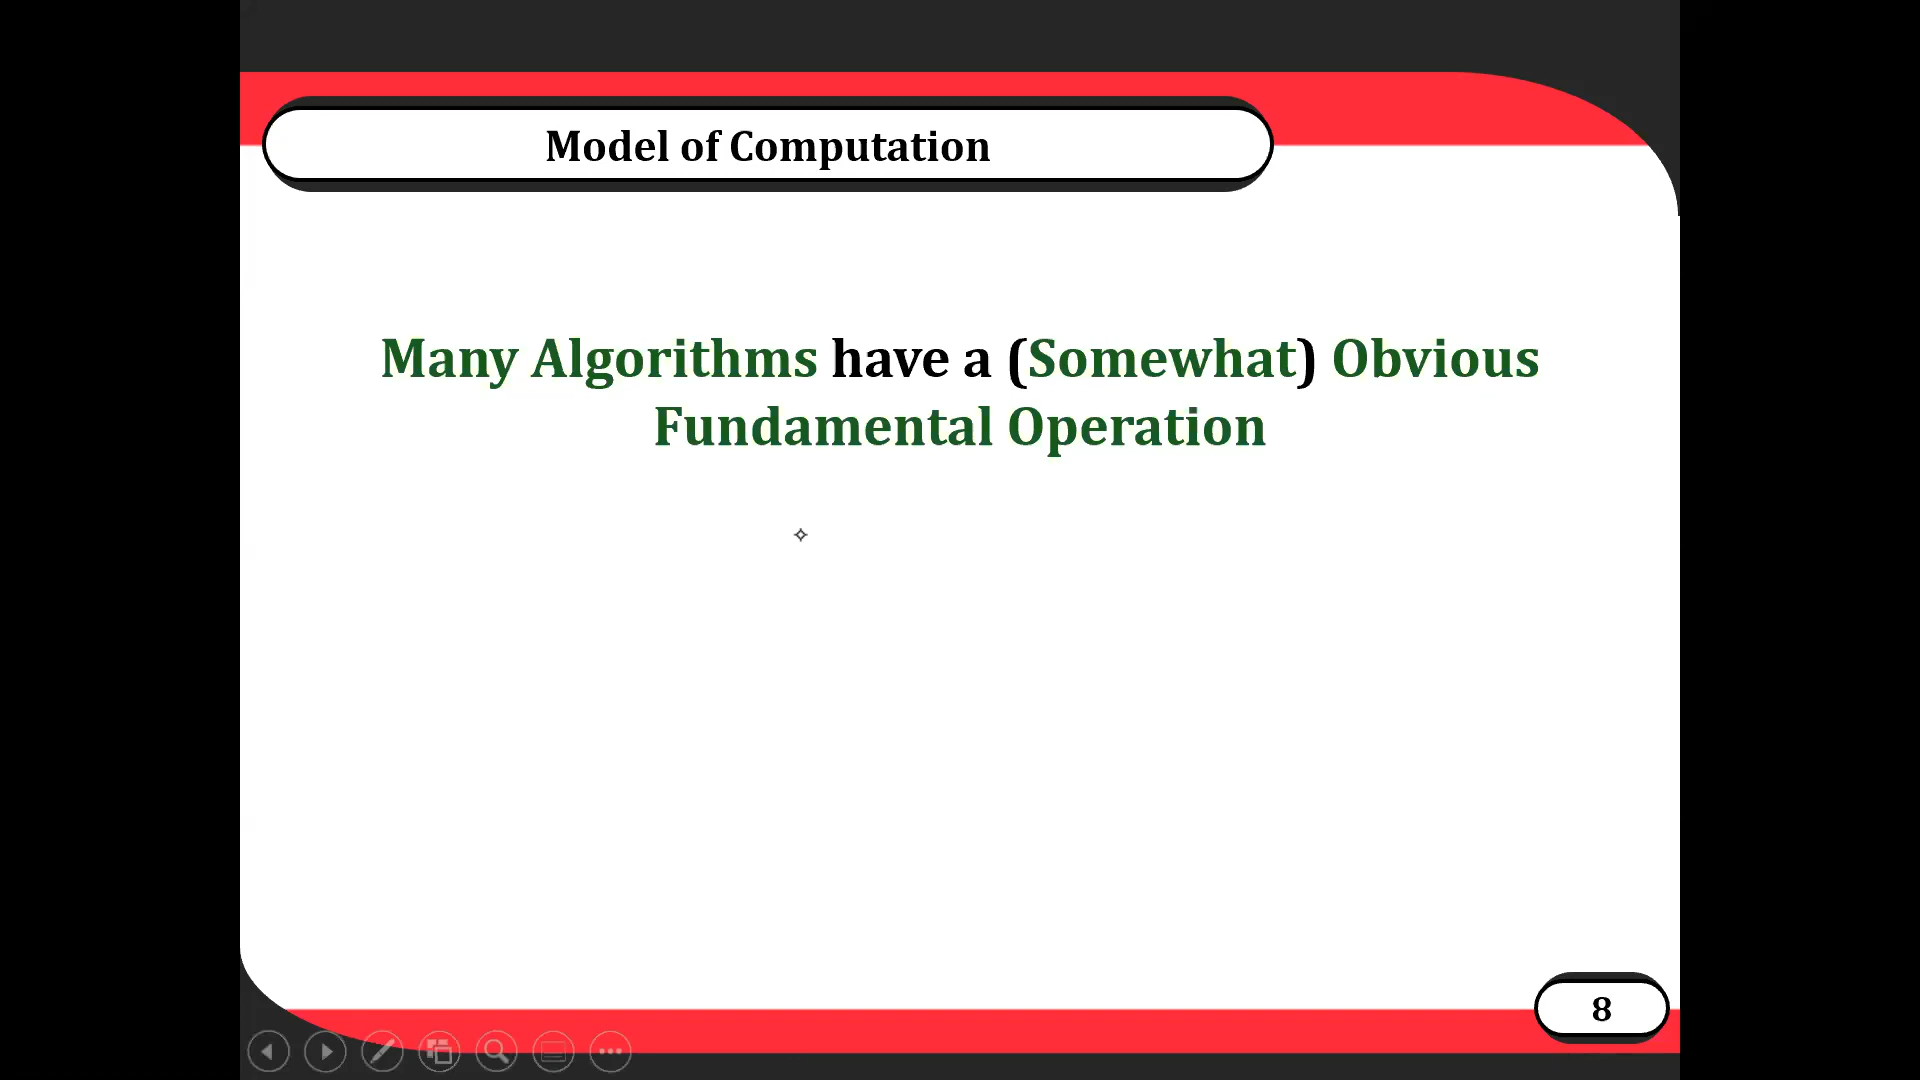 Model of Computation
Many Algorithms have a (Somewhat) Obvious
Fundamental Operation
8